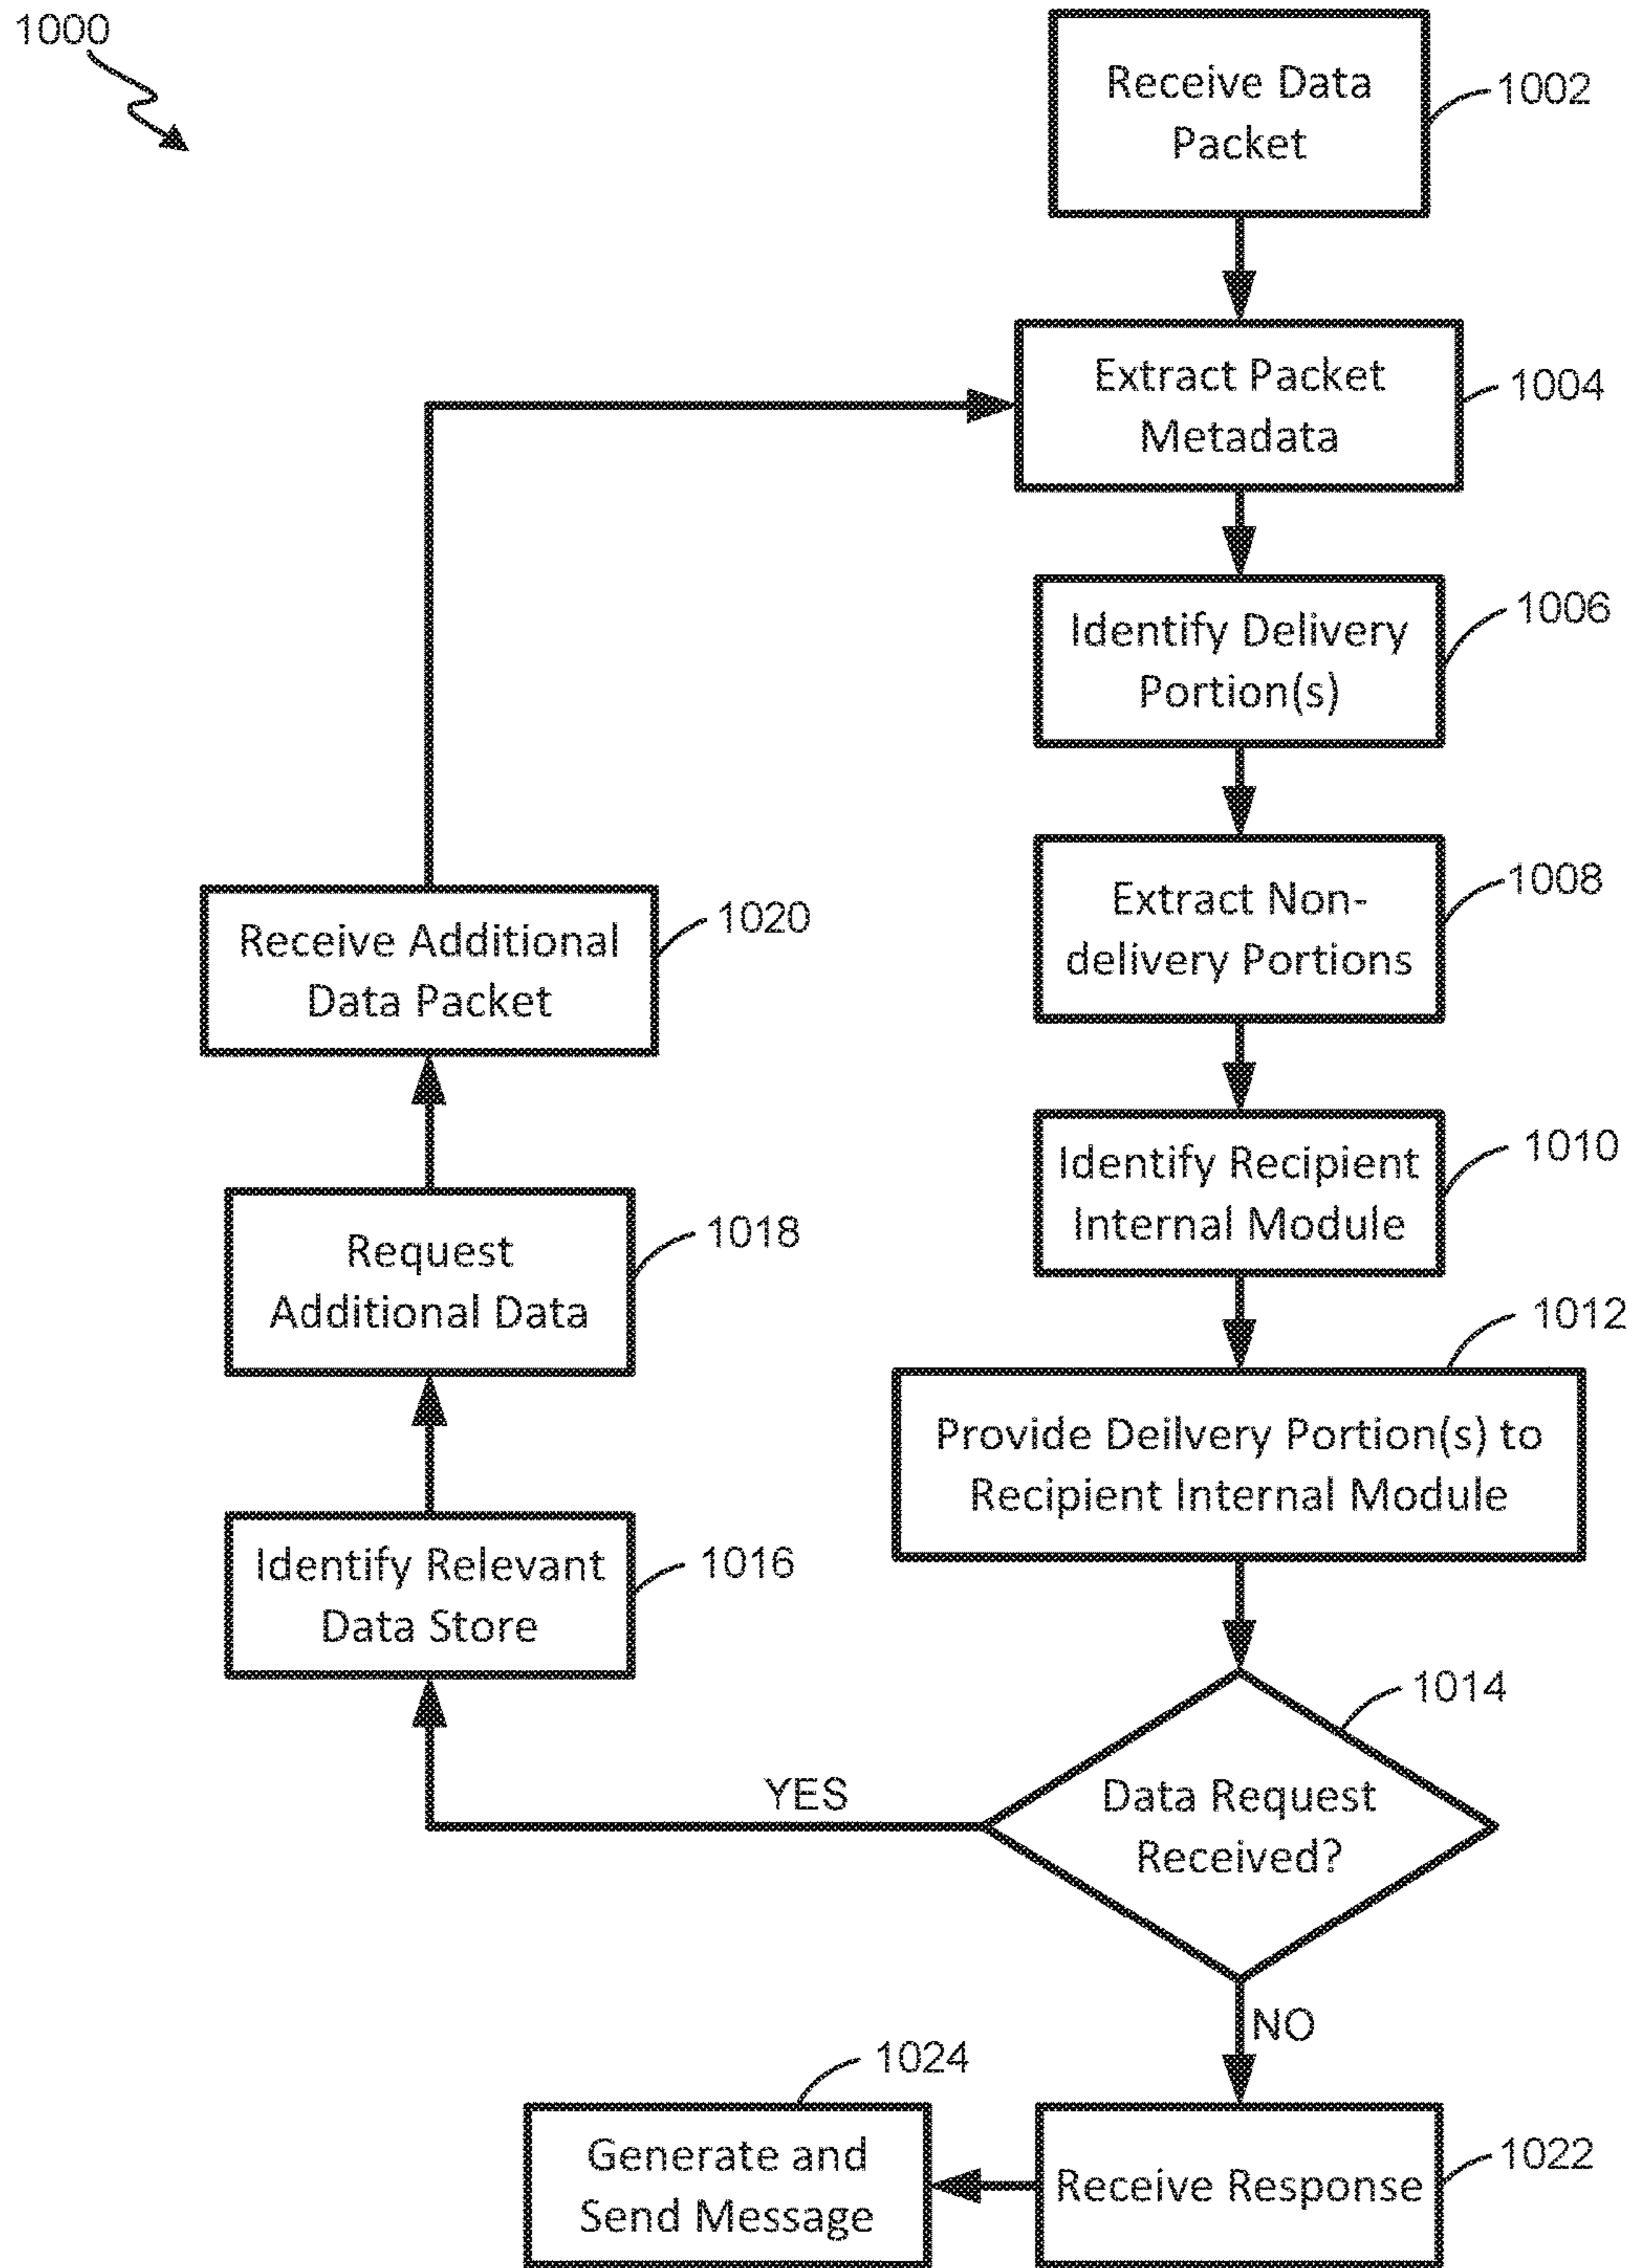 1000
Receive Data
Packet
1002
Extract Packet
Metadata
1004
Identify Delivery
Portion(s)
1006
Extract Non-
delivery Portions
1008
Identify Recipient
Internal Module
1010
Provide Deilvery Portion(s) to
Recipient Internal Module
1012
Data Request
Received?
1014
YES
Identify Relevant
Data Store
1016
Request
Additional Data
1018
Receive Additional
Data Packet
1020
NO
Receive Response
1022
Generate and
Send Message
1024